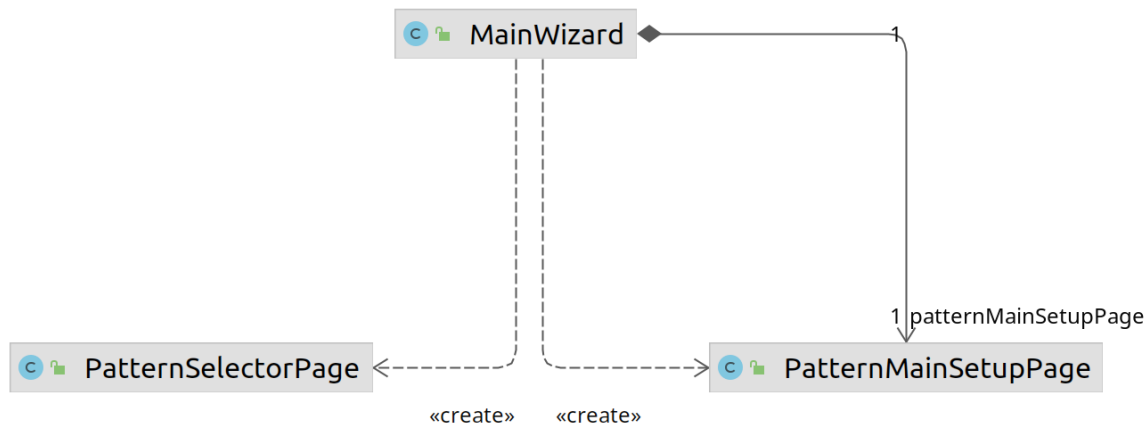 C MainWizard
1
1 patternMainSetupPage
C PatternSelectorPage
C PatternMainSetupPage
«create»
«create»